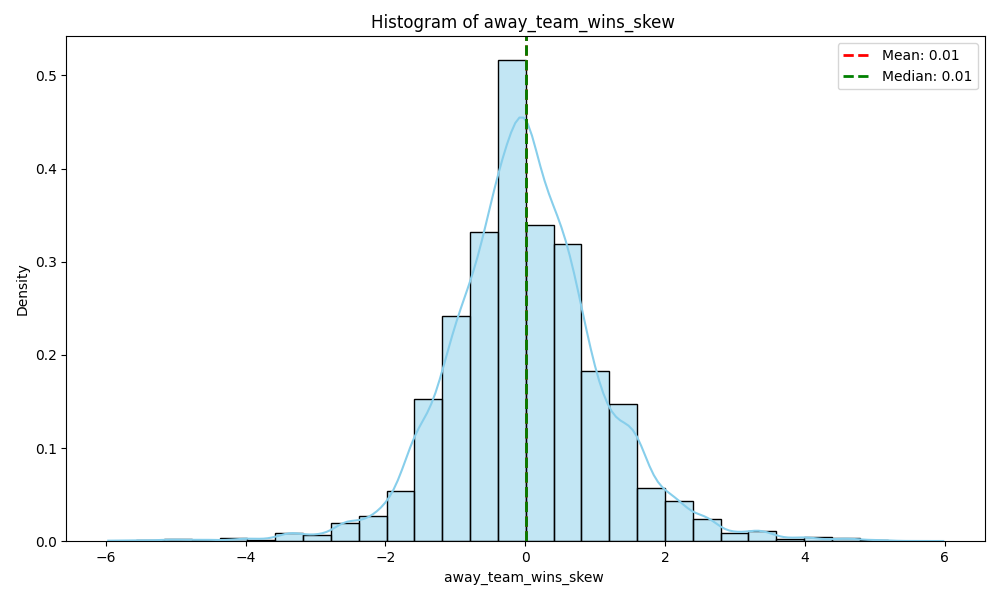 Histogram of away_team_wins_skew
Mean: 0.01
Median: 0.01
Density
0.5
0.4
0.3
0.2
0.1
0.0
−6
−4
−2
0
2
4
6
away_team_wins_skew